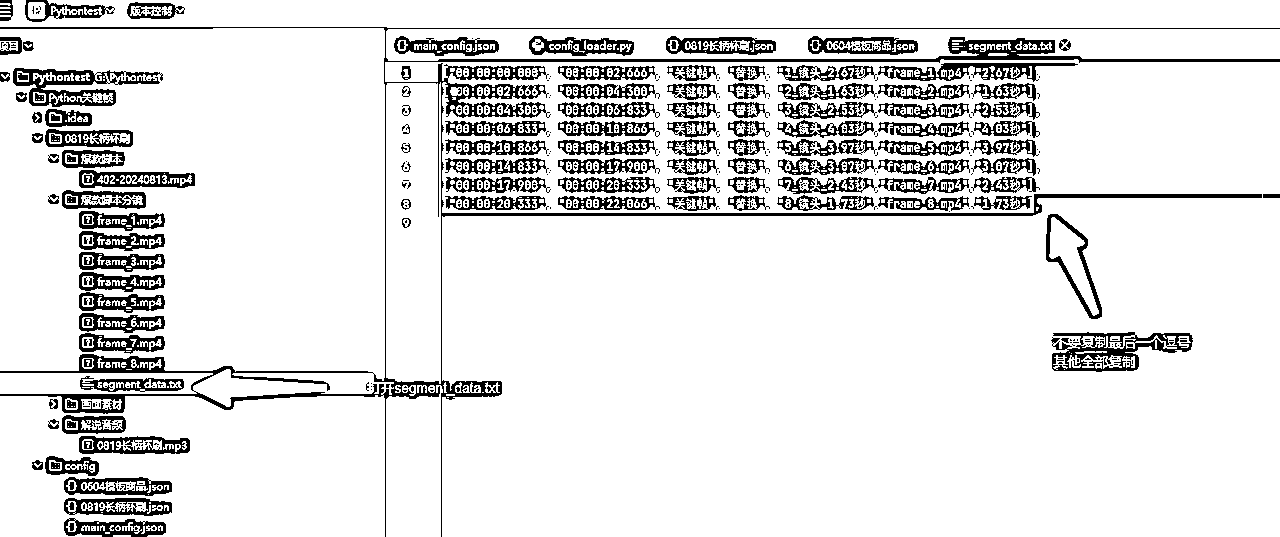 Pythontest 版本控制
项目
Pythontest G:\Pythontest
Python关键帧
.idea
0819长柄杯刷
爆款脚本
402-20240813.mp4
爆款脚本分镜
frame_1.mp4
frame_2.mp4
frame_3.mp4
frame_4.mp4
frame_5.mp4
frame_6.mp4
frame_7.mp4
frame_8.mp4
segment_data.txt
画面素材
解说音频
0819长柄杯刷.mp3
config
0604模板商品.json
0819长柄杯刷.json
main_config.json
main_config.json config_loader.py 0819长柄杯刷.json 0604模板商品.json segment_data.txt
1 ["00:00:00:000", "00:00:02:666", "关键帧", "替换", "1_镜头_2:67秒","frame_1.mp4","2:67秒"],
2 ["00:00:02:666", "00:00:04:300", "关键帧", "替换", "2_镜头_1:63秒","frame_2.mp4","1:63秒"],
3 ["00:00:04:300", "00:00:06:833", "关键帧", "替换", "3_镜头_2:53秒","frame_3.mp4","2:53秒"],
4 ["00:00:06:833", "00:00:10:866", "关键帧", "替换", "4_镜头_4:03秒","frame_4.mp4","4:03秒"],
5 ["00:00:10:866", "00:00:14:833", "关键帧", "替换", "5_镜头_3:97秒","frame_5.mp4","3:97秒"],
6 ["00:00:14:833", "00:00:17:900", "关键帧", "替换", "6_镜头_3:07秒","frame_6.mp4","3:07秒"],
7 ["00:00:17:900", "00:00:20:333", "关键帧", "替换", "7_镜头_2:43秒","frame_7.mp4","2:43秒"],
8 ["00:00:20:333", "00:00:22:066", "关键帧", "替换", "8_镜头_1:73秒","frame_8.mp4","1:73秒"],
9
不要复制最后一个逗号
其他全部复制
打开segment_data.txt